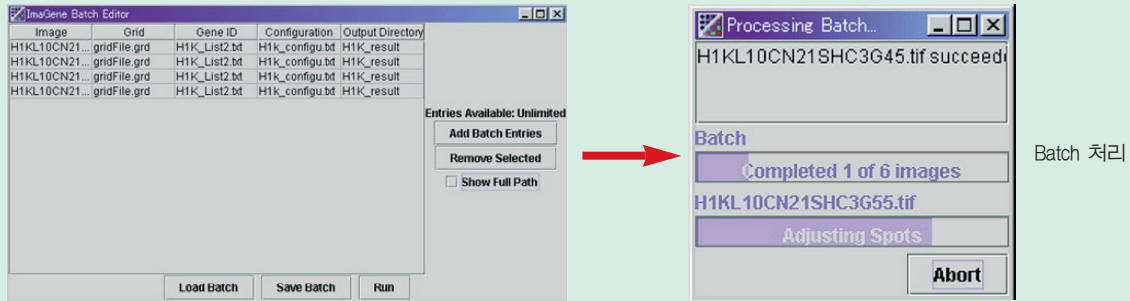 ImaGene Batch Editor
Image Grid Gene ID Configuration Output Directory
H1KL10CN21... gridFile.grd H1K_List2.txt H1k_configu.txt H1K_result
H1KL10CN21... gridFile.grd H1K_List2.txt H1k_configu.txt H1K_result
H1KL10CN21... gridFile.grd H1K_List2.txt H1k_configu.txt H1K_result
H1KL10CN21... gridFile.grd H1K_List2.txt H1k_configu.txt H1K_result
Entries Available: Unlimited
Add Batch Entries
Remove Selected
Show Full Path
Load Batch Save Batch Run
Processing Batch...
H1KL10CN21SHC3G45.tif succeed
Batch
Completed 1 of 6 images
H1KL10CN21SHC3G55.tif
Adjusting Spots
Abort
Batch 처리